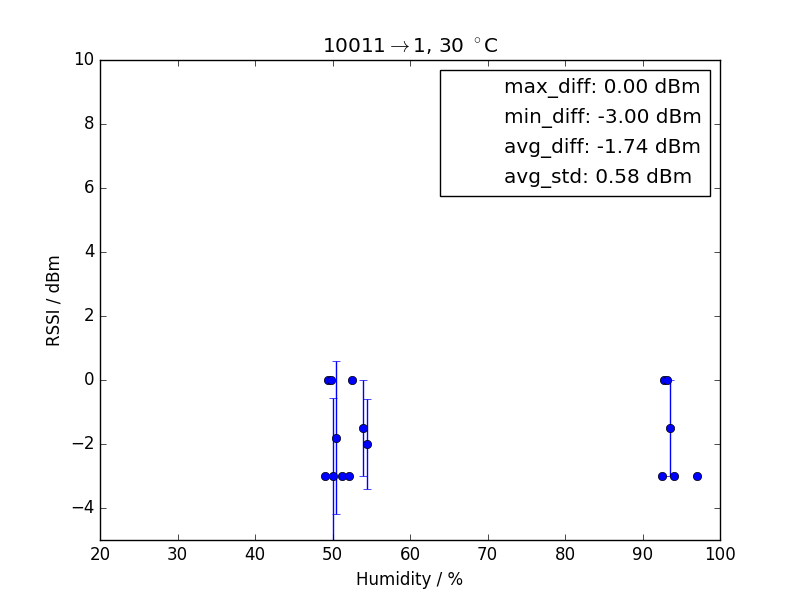 10011→1, 30 °C
max_diff: 0.00 dBm
min_diff: -3.00 dBm
avg_diff: -1.74 dBm
avg_std: 0.58 dBm
10
8
6
4
2
0
−2
−4
RSSI / dBm
20 30 40 50 60 70 80 90 100
Humidity / %